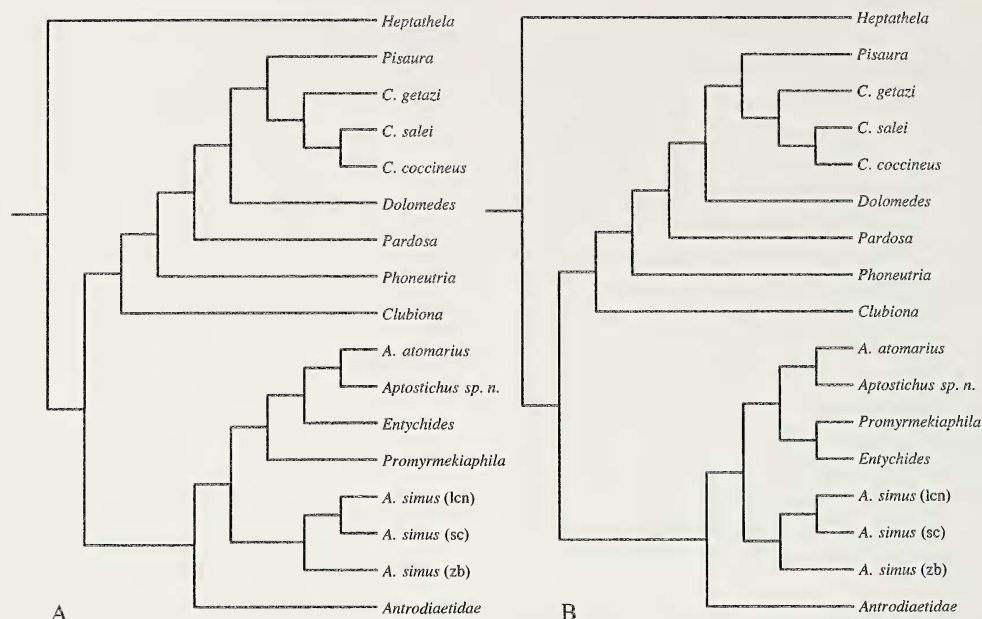 Heptathela
Pisaura
C. getazi
C. salei
C. coccineus
Dolomedes
Pardosa
Phoneutria
Clubiona
A. atomarius
Aptostichus sp. n.
Entychides
Promyrmekiaphila
A. simus (lcn)
A. simus (sc)
A. simus (zb)
Antrodiaetidae
A
Heptathela
Pisaura
C. getazi
C. salei
C. coccineus
Dolomedes
Pardosa
Phoneutria
Clubiona
A. atomarius
Aptostichus sp. n.
Promyrmekiaphila
Entychides
A. simus (lcn)
A. simus (sc)
A. simus (zb)
Antrodiaetidae
B